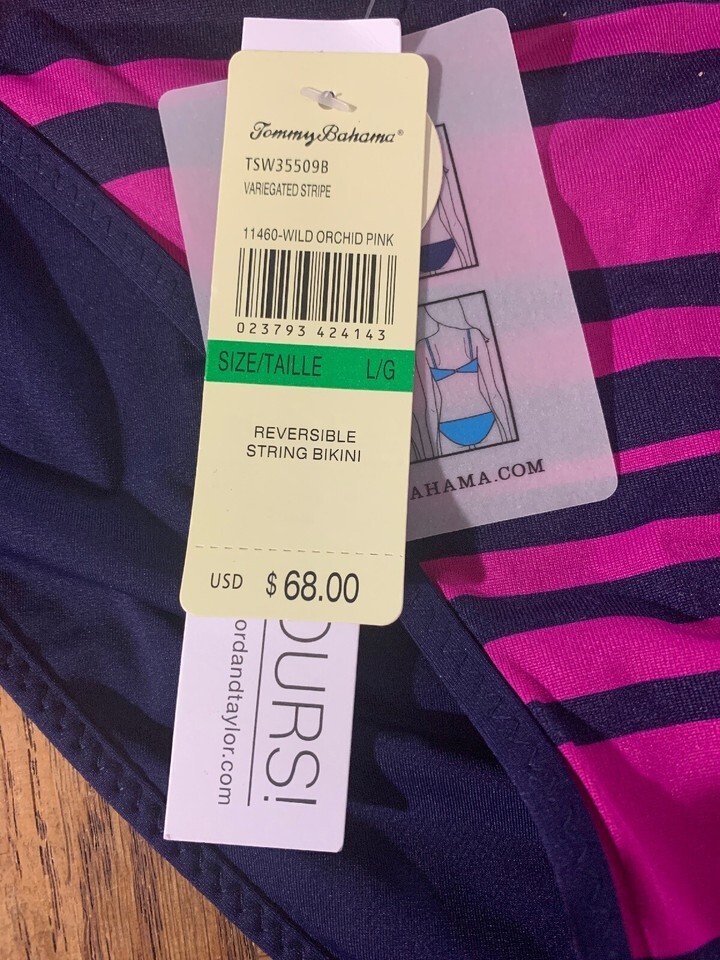 Tommy Bahama®
TSW35509B
VARIEGATED STRIPE
11460-WILD ORCHID PINK
023793 424143
SIZE/TAILLE L/G
REVERSIBLE
STRING BIKINI
USD $68.00
AHAMA.COM
OURS!
ordandtaylor.com